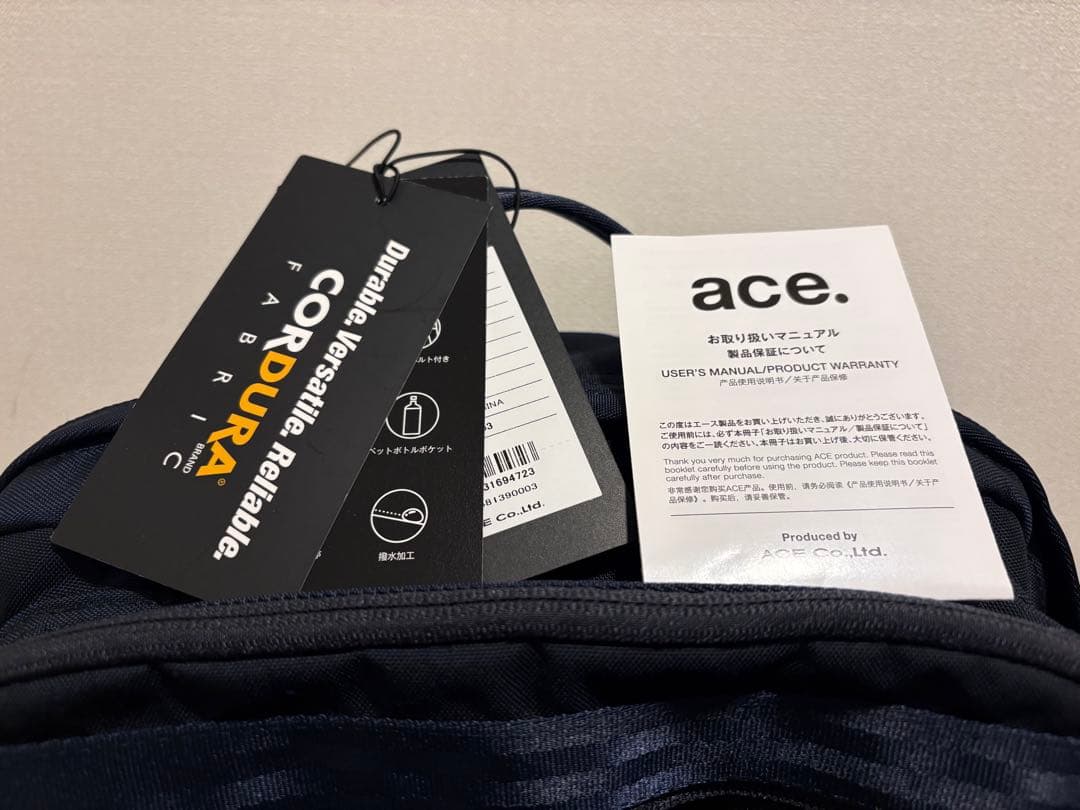 Durable. Versatile. Reliable.
CORDURA®
BRAND
FABRIC
ルト付き
ペットボトルポケット
撥水加工
INA
31694723
81390003
E Co.,Ltd.
ace.
お取り扱いマニュアル
製品保証について
USER'S MANUAL/PRODUCT WARRANTY
产品使用说明书／关于产品保修
この度はエース製品をお買い上げいただき、誠にありがとうございます。
ご使用前には、必ず本冊子「お取り扱いマニュアル／製品保証について」
の内容をご一読ください。本冊子はお買い上げ後、大切に保管ください。
Thank you very much for purchasing ACE product. Please read this
booklet carefully before using the product. Please keep this booklet
carefully after purchase.
非常感谢您购买ACE产品。使用前，请务必阅读《产品使用说明书／关于产
品保修》。购买后，请妥善保管。
Produced by
ACE Co.,Ltd.